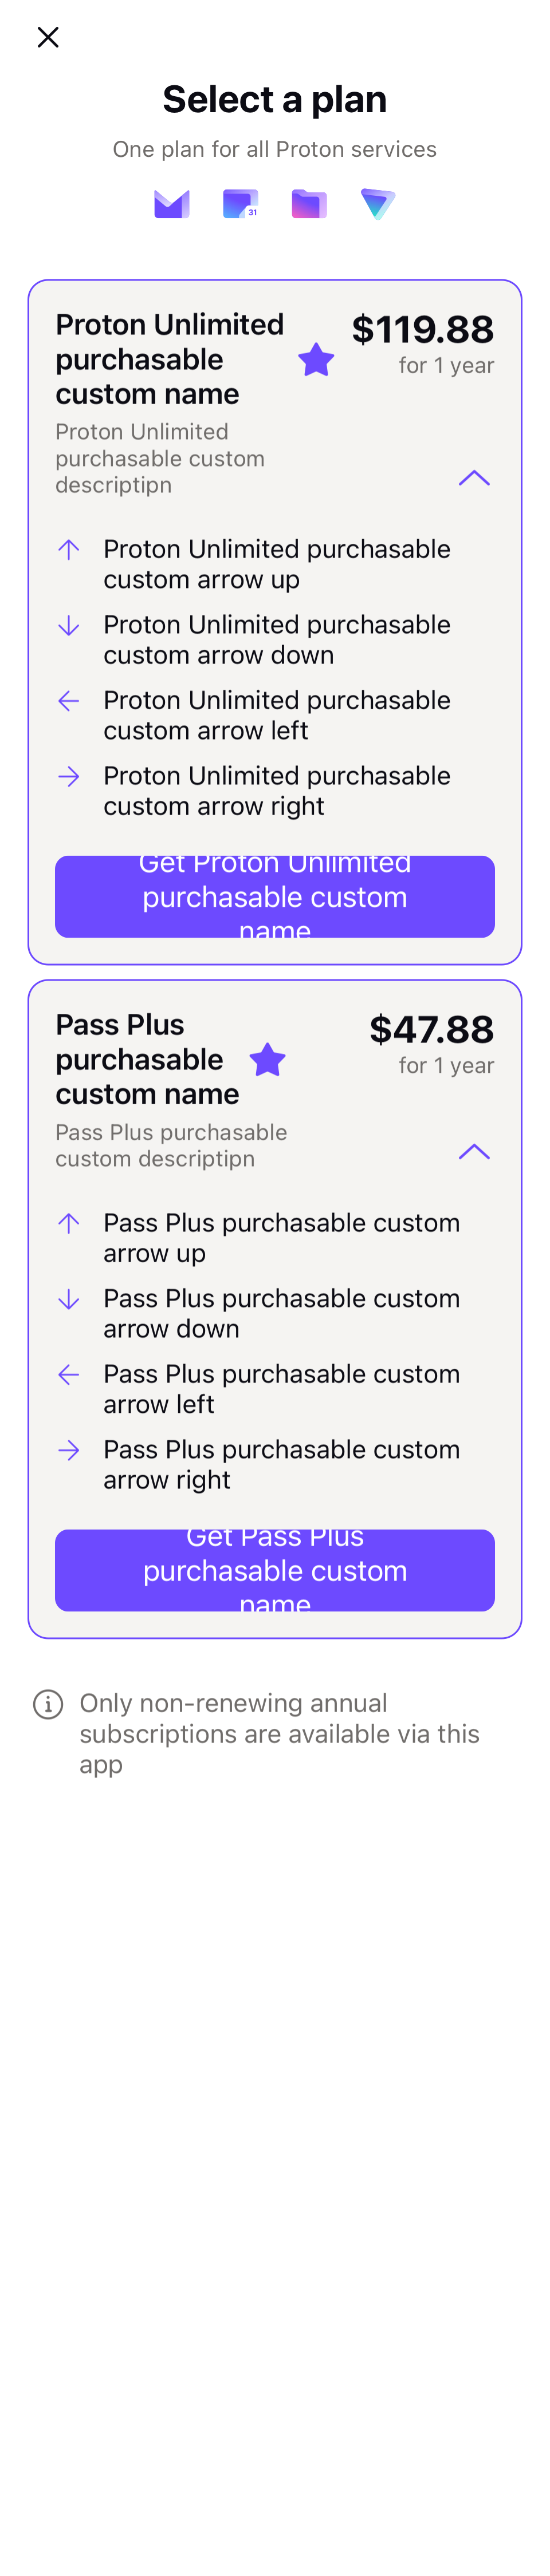 Select a plan
One plan for all Proton services
31
Proton Unlimited
purchasable
custom name
$119.88
for 1 year
Proton Unlimited
purchasable custom
descriptipn
Proton Unlimited purchasable
custom arrow up
Proton Unlimited purchasable
custom arrow down
Proton Unlimited purchasable
custom arrow left
Proton Unlimited purchasable
custom arrow right
Get Proton Unlimited
purchasable custom
name
Pass Plus
purchasable
custom name
$47.88
for 1 year
Pass Plus purchasable
custom descriptipn
Pass Plus purchasable custom
arrow up
Pass Plus purchasable custom
arrow down
Pass Plus purchasable custom
arrow left
Pass Plus purchasable custom
arrow right
Get Pass Plus
purchasable custom
name
Only non-renewing annual
subscriptions are available via this
app